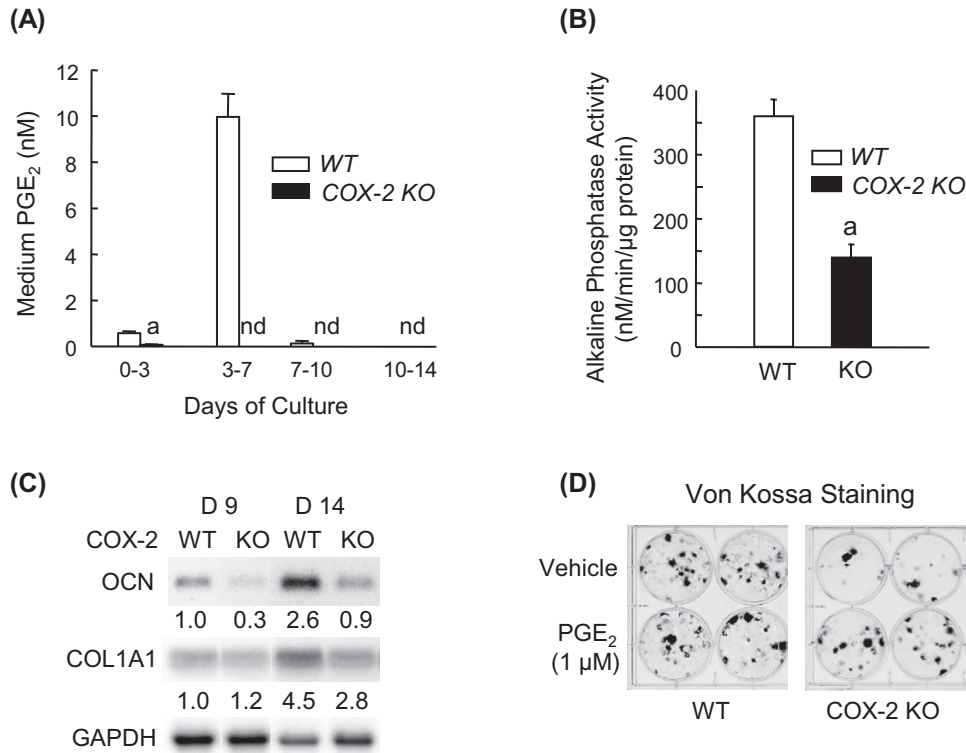 (A)
Medium PGE2 (nM)
12
10
8
6
4
2
0
WT
COX-2 KO
a
nd
nd
nd
0-3
3-7
7-10
10-14
Days of Culture
(B)
Alkaline Phosphatase Activity
(nM/min/µg protein)
400
300
200
100
0
WT
COX-2 KO
a
WT
KO
(C)
D 9
D 14
COX-2
WT
KO
WT
KO
OCN
1.0
0.3
2.6
0.9
COL1A1
1.0
1.2
4.5
2.8
GAPDH
(D)
Von Kossa Staining
Vehicle
PGE2
(1 µM)
WT
COX-2 KO